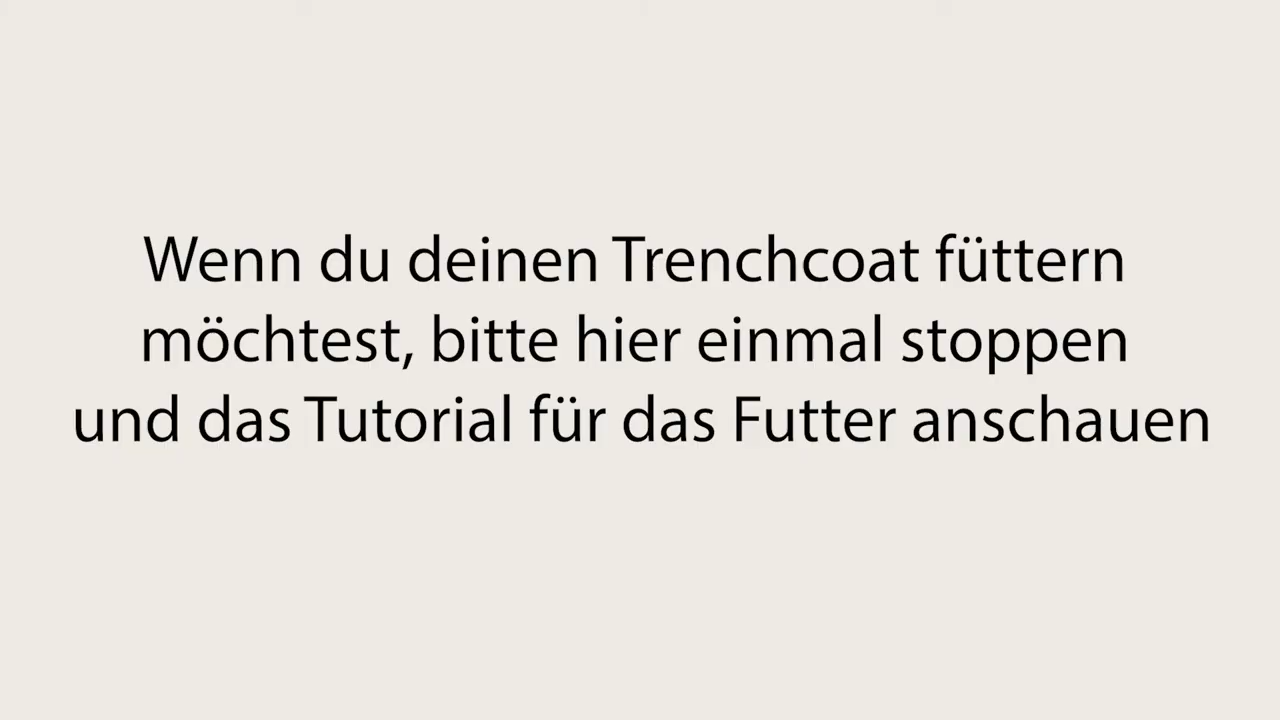 Wenn du deinen Trenchcoat füttern
möchtest, bitte hier einmal stoppen
und das Tutorial für das Futter anschauen